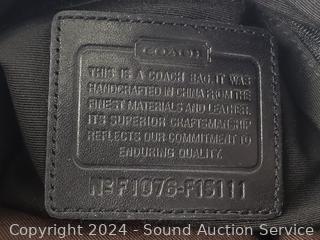 COACH
THIS IS A COACH BAG. IT WAS
HANDCRAFTED IN CHINA FROM THE
FINEST MATERIALS AND LEATHER.
ITS SUPERIOR CRAFTSMANSHIP
REFLECTS OUR COMMITMENT TO
ENDURING QUALITY.
Nº F1076-F15111
Copyright 2024 - Sound Auction Service